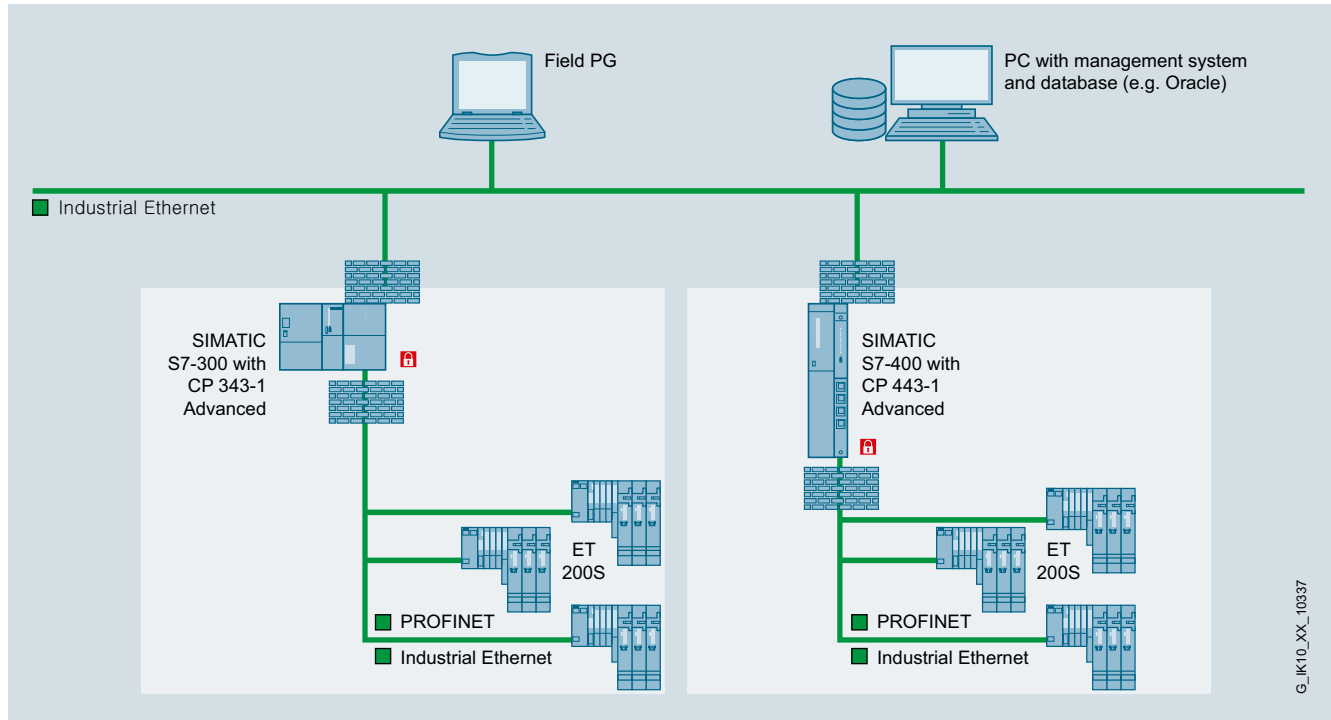 Field PG
PC with management system
and database (e.g. Oracle)
Industrial Ethernet
SIMATIC
S7-300 with
CP 343-1
Advanced
SIMATIC
S7-400 with
CP 443-1
Advanced
ET
200S
PROFINET
Industrial Ethernet
ET
200S
PROFINET
Industrial Ethernet
G_IK10_XX_10337